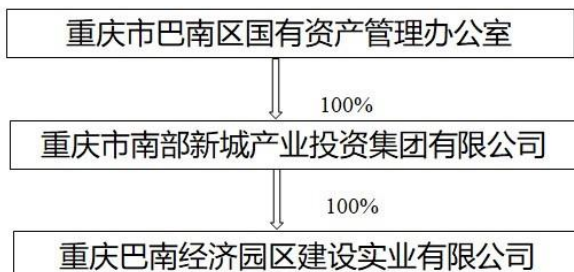 重庆市巴南区国有资产管理办公室
100%
重庆市南部新城产业投资集团有限公司
100%
重庆巴南经济园区建设实业有限公司